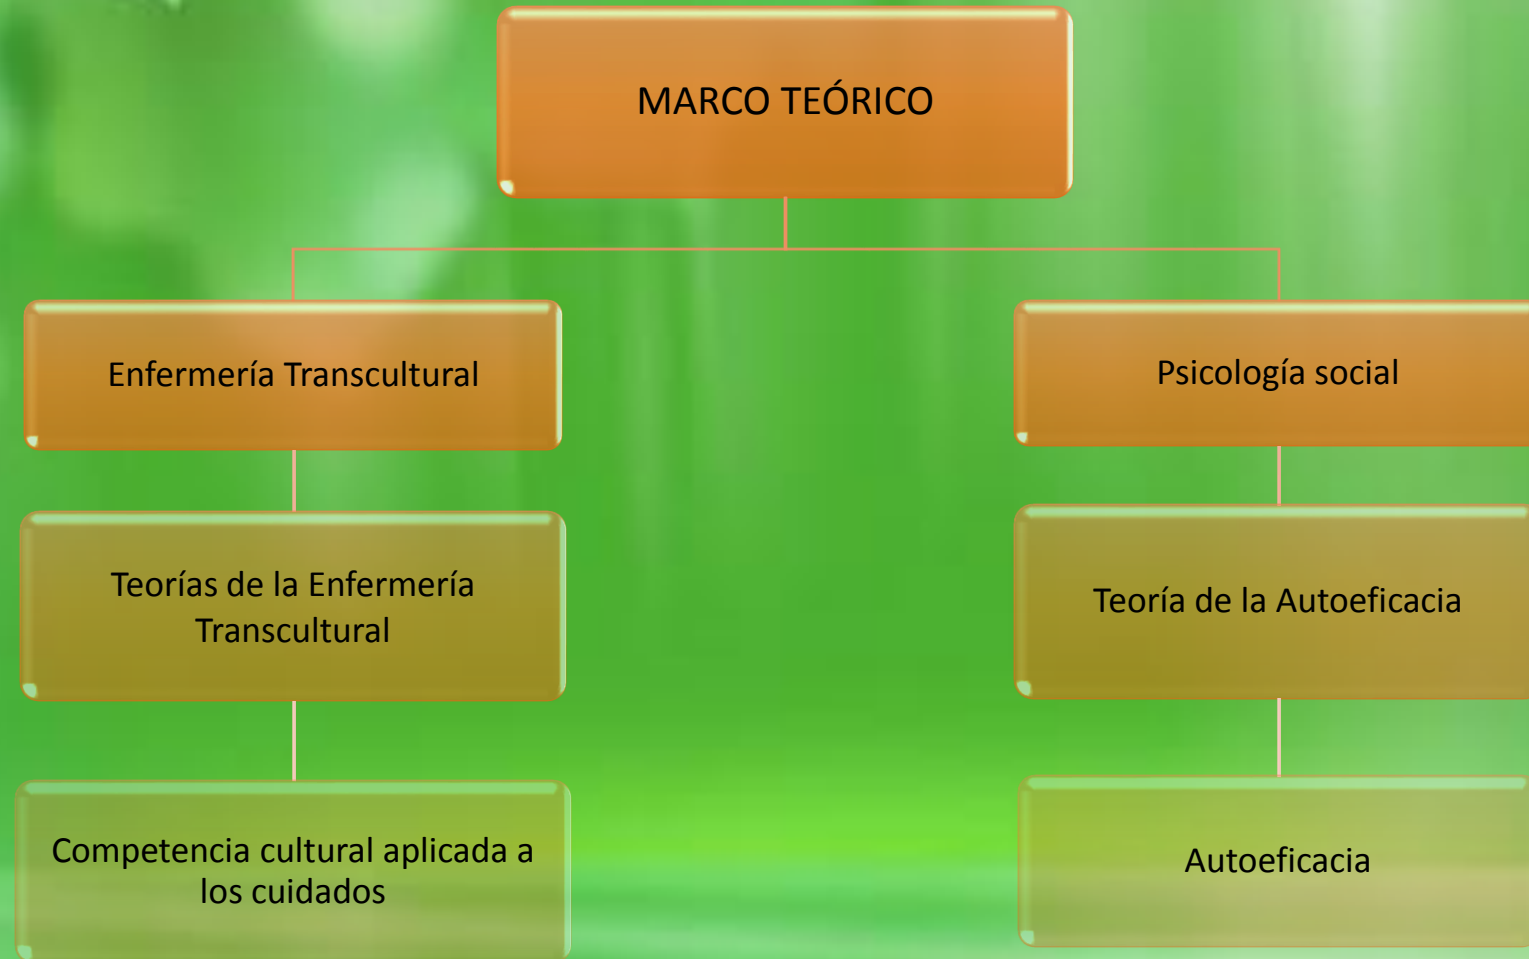 MARCO TEÓRICO
Enfermería Transcultural
Psicología social
Teorías de la Enfermería
Transcultural
Teoría de la Autoeficacia
Competencia cultural aplicada a
los cuidados
Autoeficacia